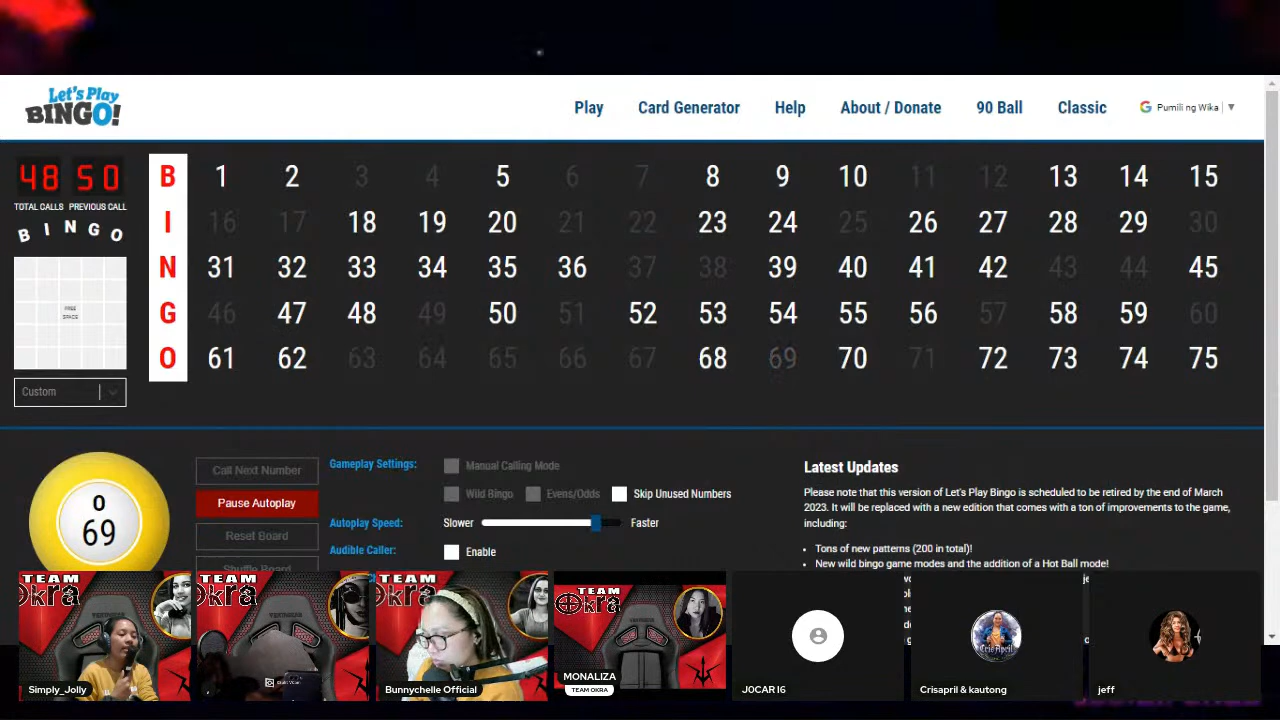 Let's Play
BINGO!
Play Card Generator Help About / Donate 90 Ball Classic Pumili ng Wika ▼
48 50
TOTAL CALLS PREVIOUS CALL
B I N G O
FREE
SPACE
Custom
B 1 2 3 4 5 6 7 8 9 10 11 12 13 14 15
I 16 17 18 19 20 21 22 23 24 25 26 27 28 29 30
N 31 32 33 34 35 36 37 38 39 40 41 42 43 44 45
G 46 47 48 49 50 51 52 53 54 55 56 57 58 59 60
O 61 62 63 64 65 66 67 68 69 70 71 72 73 74 75
O
69
Call Next Number
Pause Autoplay
Reset Board
Shuffle Board
Gameplay Settings:
Manual Calling Mode
Wild Bingo Evens/Odds Skip Unused Numbers
Autoplay Speed:
Slower Faster
Audible Caller:
Enable
Latest Updates
Please note that this version of Let's Play Bingo is scheduled to be retired by the end of March
2023. It will be replaced with a new edition that comes with a ton of improvements to the game,
including:
• Tons of new patterns (200 in total)!
• New wild bingo game modes and the addition of a Hot Ball mode!
TEAM
Okra
Simply_Jolly
TEAM
Okra
TEAM
Okra
Bunnychelle Official
TEAM
OKRA
MONALIZA
TEAM OKRA
J0CAR I6
Crisapril & kautong
jeff